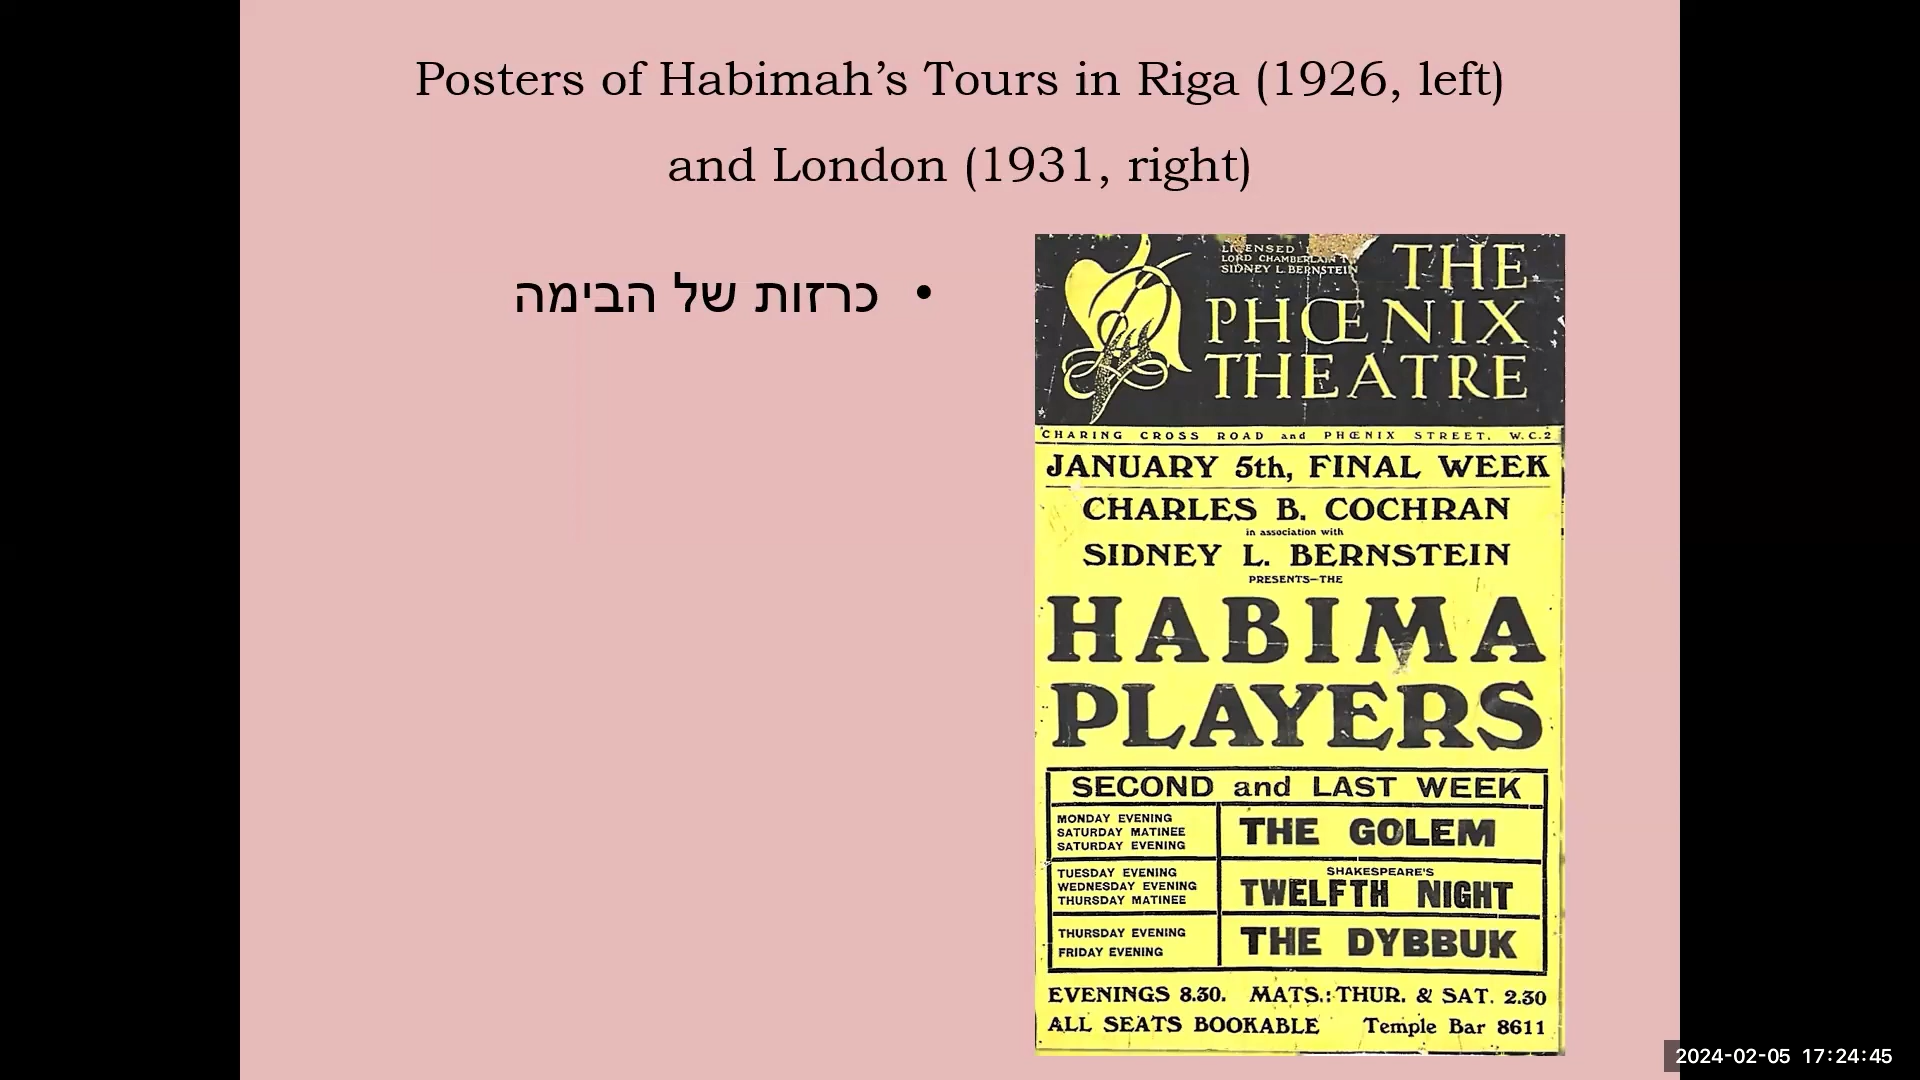 Posters of Habimah’s Tours in Riga (1926, left)
and London (1931, right)
• כרזות של הבימה
LICENSED
LORD CHAMBERLAIN T
SIDNEY L. BERNSTEIN
THE
PHŒNIX
THEATRE
CHARING CROSS ROAD and PHŒNIX STREET. W.C.2
JANUARY 5th, FINAL WEEK
CHARLES B. COCHRAN
in association with
SIDNEY L. BERNSTEIN
PRESENTS—THE
HABIMA
PLAYERS
SECOND and LAST WEEK
MONDAY EVENING
SATURDAY MATINEE
SATURDAY EVENING
THE GOLEM
TUESDAY EVENING
WEDNESDAY EVENING
THURSDAY MATINEE
SHAKESPEARE'S
TWELFTH NIGHT
THURSDAY EVENING
FRIDAY EVENING
THE DYBBUK
EVENINGS 8.30. MATS.: THUR. & SAT. 2.30
ALL SEATS BOOKABLE Temple Bar 8611
2024-02-05 17:24:45